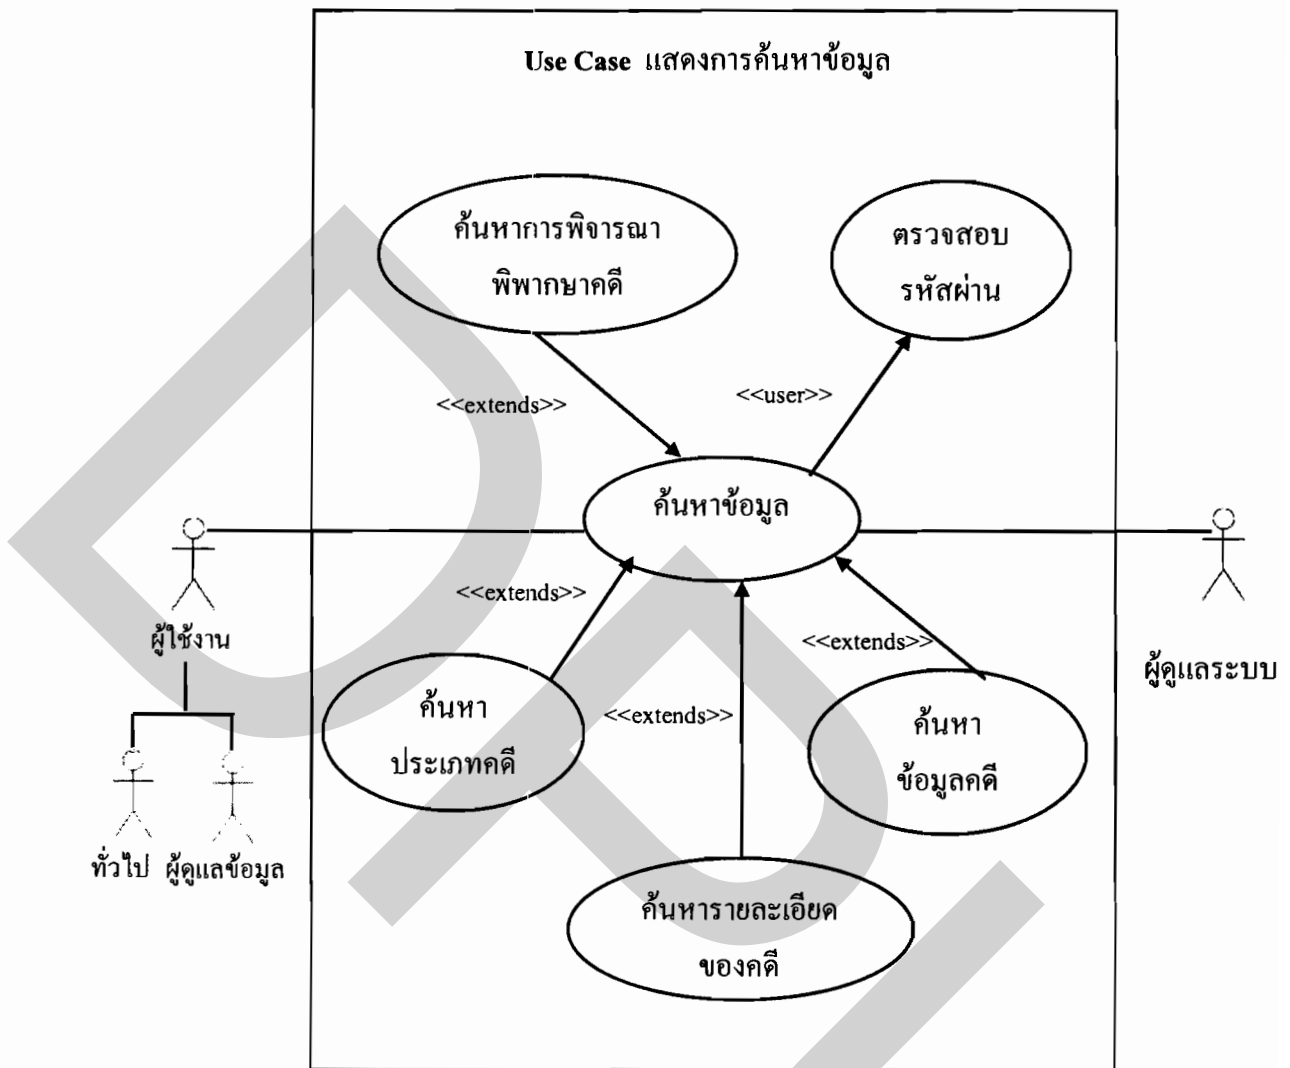 Use Case แสดงการค้นหาข้อมูล
ค้นหาการพิจารณา
พิพากษาคดี
ตรวจสอบ
รหัสผ่าน
<<extends>>
<<user>>
ค้นหาข้อมูล
<<extends>>
<<extends>>
<<extends>>
ผู้ใช้งาน
ผู้ดูแลระบบ
ค้นหา
ประเภทคดี
ค้นหา
ข้อมูลคดี
ทั่วไป ผู้ดูแลข้อมูล
ค้นหารายละเอียด
ของคดี